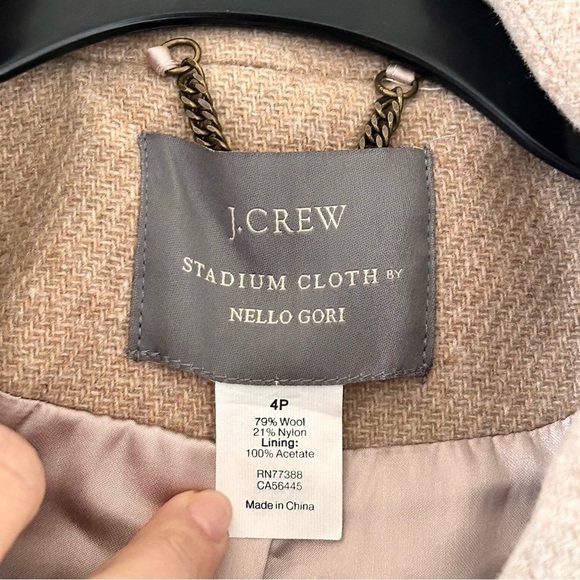 J.CREW
STADIUM CLOTH BY
NELLO GORI
4P
79% Wool
21% Nylon
Lining:
100% Acetate
RN77388
CA56445
Made in China